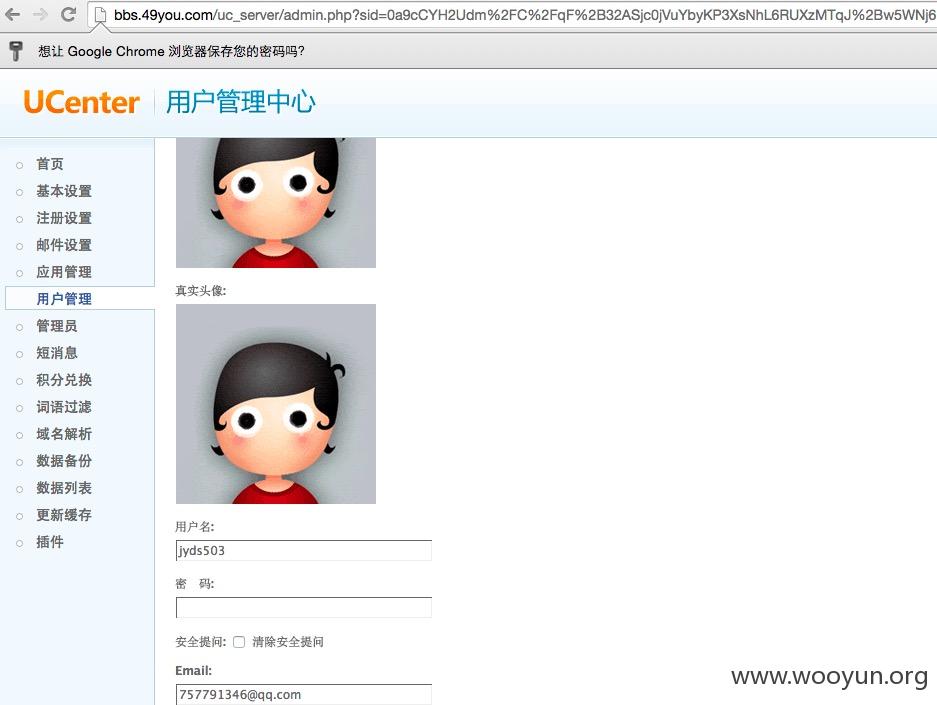 bbs.49you.com/uc_server/admin.php?sid=0a9cCYH2Udm%2FC%2FqF%2B32ASjc0jVuYbyKP3XsNhL6RUXzMTqJ%2Bw5WNj6
想让 Google Chrome 浏览器保存您的密码吗?
UCenter 用户管理中心
首页
基本设置
注册设置
邮件设置
应用管理
用户管理
管理员
短消息
积分兑换
词语过滤
域名解析
数据备份
数据列表
更新缓存
插件
真实头像:
用户名:
jyds503
密 码:
安全提问: 清除安全提问
Email:
757791346@qq.com
www.wooyun.org